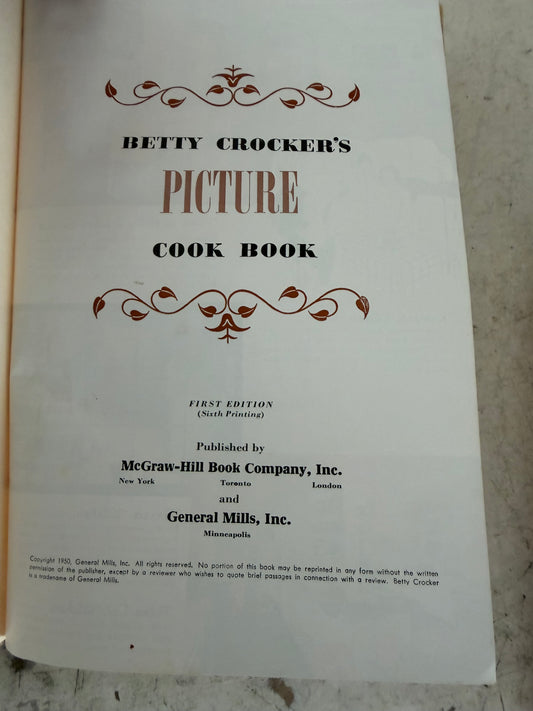 BETTY CROCKER'S
PICTURE
COOK BOOK
FIRST EDITION
(Sixth Printing)
Published by
McGraw-Hill Book Company, Inc.
New York Toronto London
and
General Mills, Inc.
Minneapolis
Copyright 1950, General Mills, Inc. All rights reserved. No portion of this book may be reprinted in any form without the written
permission of the publisher, except by a reviewer who wishes to quote brief passages in connection with a review. Betty Crocker
is a tradename of General Mills.